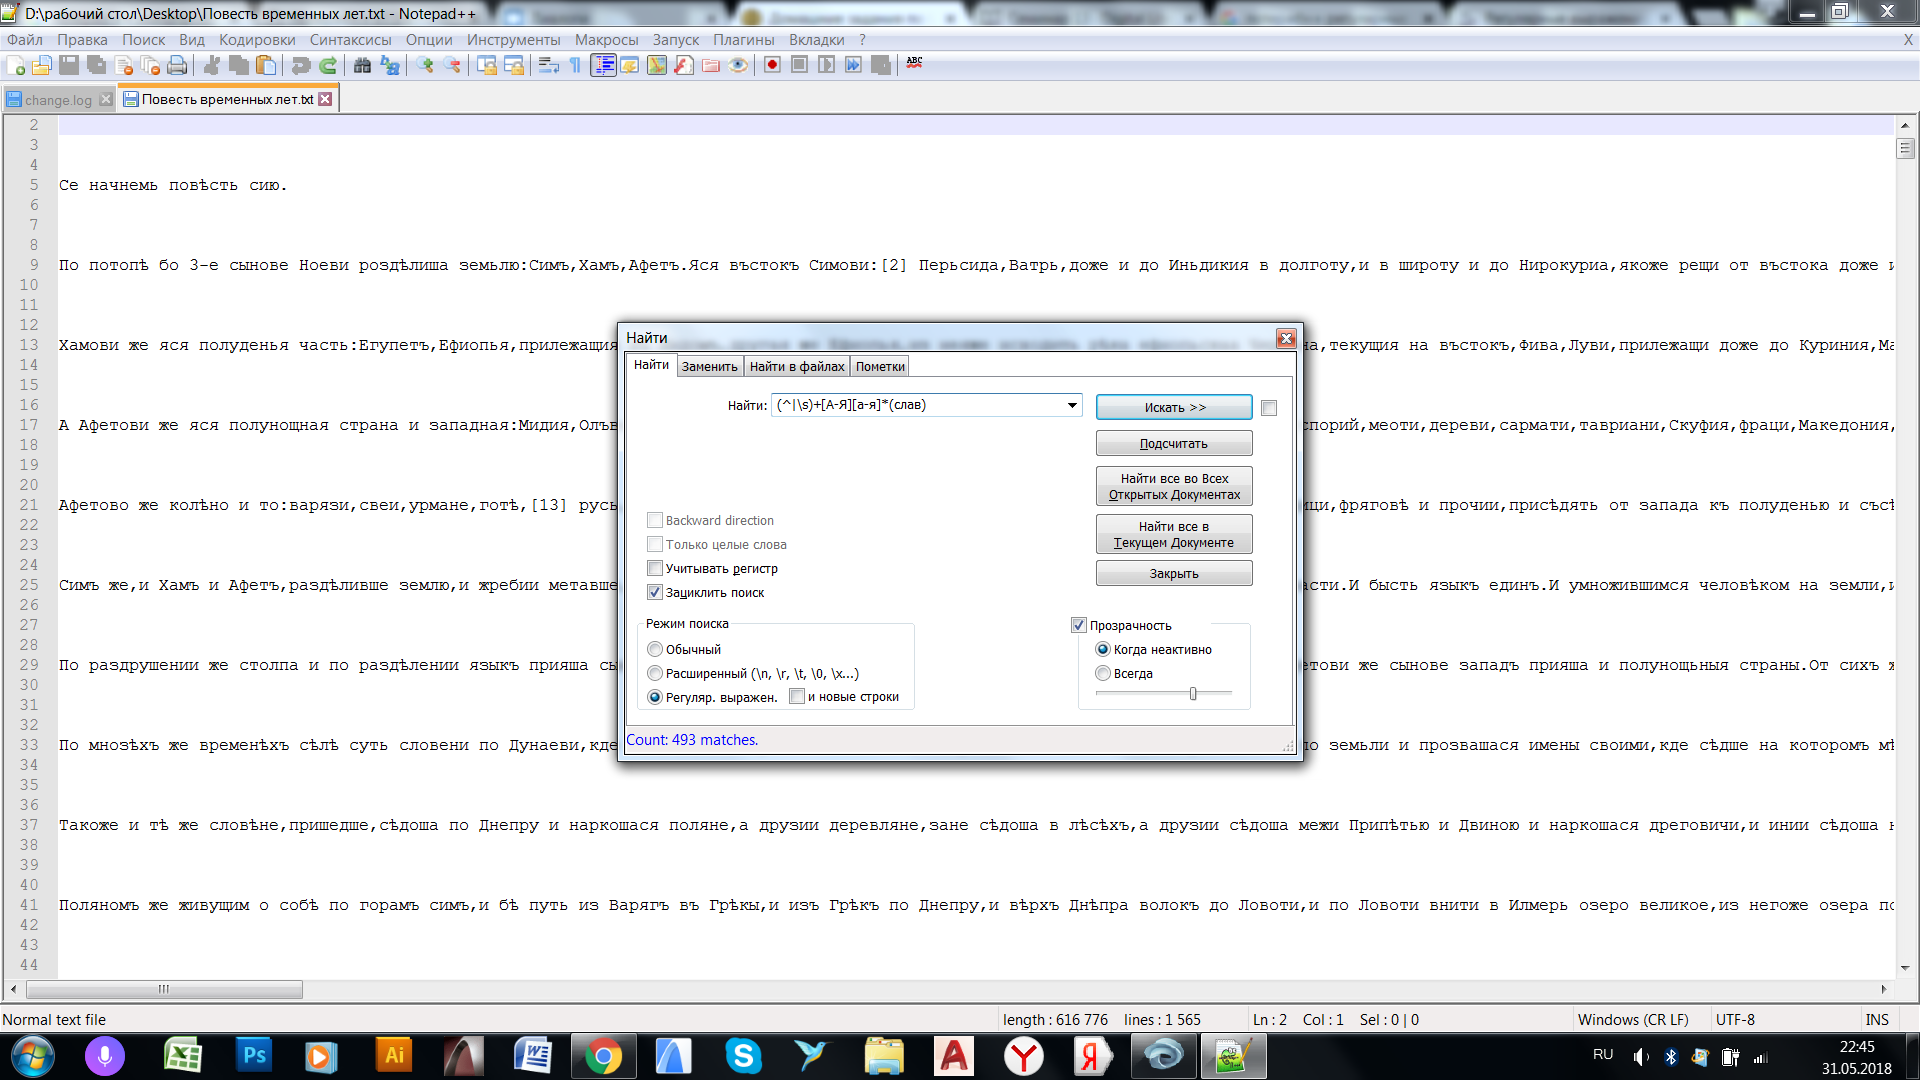 D:\рабочий стол\Desktop\Повесть временных лет.txt - Notepad++
Файл Правка Поиск Вид Кодировки Синтаксисы Опции Инструменты Макросы Запуск Плагины Вкладки ? X
ABC
change.log Повесть временных лет.txt
2
3
4
5 Се начнемь повѣсть сию.
6
7
8
9 По потопѣ бо 3-е сынове Ноеви роздѣлиша земьлю:Симъ,Хамъ,Афетъ.Яся въстокъ Симови:[2] Перьсида,Ватрь,доже и до Иньдикия в долготу,и в широту и до Нирокуриа,якоже рещи от въстока доже и
10
11
12
13 Хамови же яся полуденья часть:Егупетъ,Ефиопья,прилежащия на,текущия на въстокъ,Фива,Луви,прилежащи доже до Куриния,Ма
14
15
16
17 А Афетови же яся полунощная страна и западная:Мидия,Олъв спорий,меоти,дереви,сармати,тавриани,Скуфия,фраци,Македония,
18
19
20
21 Афетово же колѣно и то:варязи,свеи,урмане,готѣ,[13] русь ци,фряговѣ и прочии,присѣдять от запада къ полуденью и съсѣ
22
23
24
25 Симъ же,и Хамъ и Афетъ,раздѣливше землю,и жребии метавше асти.И бысть языкъ единъ.И умножившимся человѣком на земли,и
26
27
28
29 По раздрушении же столпа и по раздѣлении языкъ прияша сы етови же сынове западъ прияша и полунощьныя страны.От сихъ ж
30
31
32
33 По мнозѣхъ же временѣхъ сѣлѣ суть словени по Дунаеви,кде по земьли и прозвашася имены своими,кде сѣдше на которомъ мѣ
34
35
36
37 Такоже и тѣ же словѣне,пришедше,сѣдоша по Днепру и наркошася поляне,а друзии деревляне,зане сѣдоша в лѣсѣхъ,а друзии сѣдоша межи Припѣтью и Двиною и наркошася дреговичи,и инии сѣдоша н
38
39
40
41 Поляномъ же живущим о собѣ по горамъ симъ,и бѣ путь из Варягъ въ Грѣкы,и изъ Грѣкъ по Днепру,и вѣрхъ Днѣпра волокъ до Ловоти,и по Ловоти внити в Илмерь озеро великое,из негоже озера по
42
43
44
Найти
Найти Заменить Найти в файлах Пометки
Найти: (^|\s)+[А-Я][а-я]*(слав) Искать >>
Подсчитать
Найти все во Всех
Открытых Документах
Backward direction
Найти все в
Текущем Документе
Только целые слова
Учитывать регистр
Закрыть
Зациклить поиск
Режим поиска
Прозрачность
Обычный
Когда неактивно
Расширенный (\n, \r, \t, \0, \x...)
Всегда
Регуляр. выражен. и новые строки
Count: 493 matches.
Normal text file length : 616 776 lines : 1 565 Ln : 2 Col : 1 Sel : 0 | 0 Windows (CR LF) UTF-8 INS
Ps Ai W S A Y Я
RU
22:45
31.05.2018